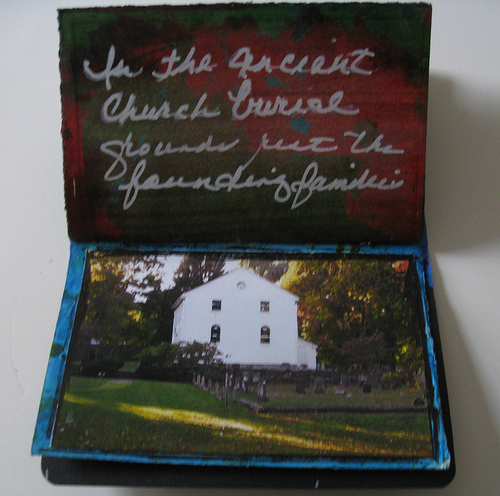 In the Ancient
Church burial
grounds rest the
founding families